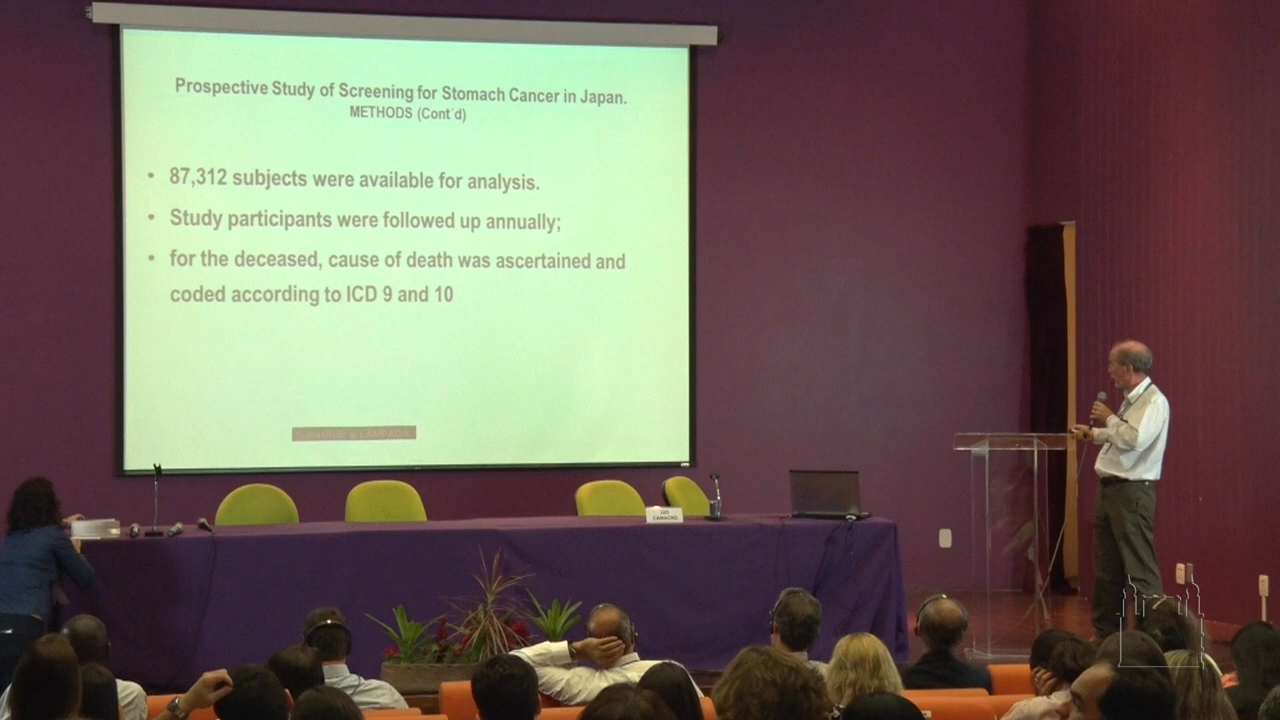 Prospective Study of Screening for Stomach Cancer in Japan.
METHODS (Cont´d)
• 87,312 subjects were available for analysis.
• Study participants were followed up annually;
• for the deceased, cause of death was ascertained and
coded according to ICD 9 and 10
CAMACHO